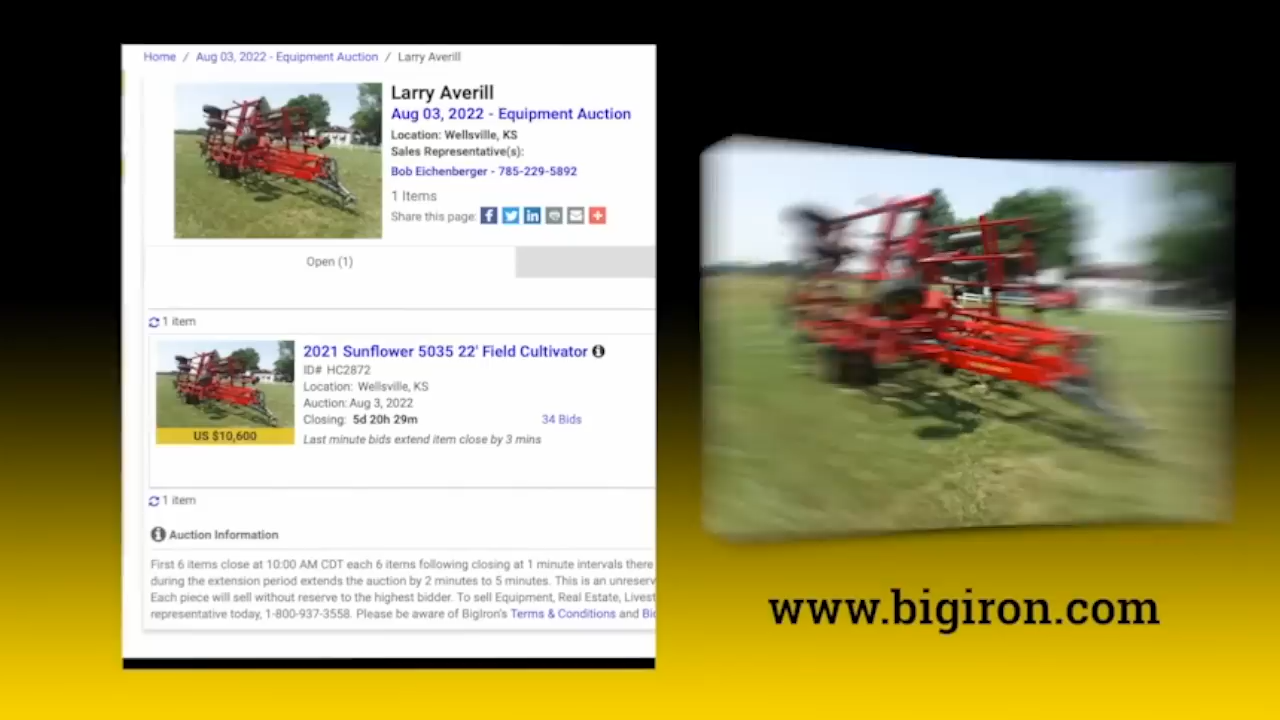 Home / Aug 03, 2022 - Equipment Auction / Larry Averill
Larry Averill
Aug 03, 2022 - Equipment Auction
Location: Wellsville, KS
Sales Representative(s):
Bob Eichenberger - 785-229-5892
1 Items
Share this page:
Open (1)
1 item
2021 Sunflower 5035 22' Field Cultivator
ID# HC2872
Location: Wellsville, KS
Auction: Aug 3, 2022
Closing: 5d 20h 29m 34 Bids
US $10,600
Last minute bids extend item close by 3 mins
1 item
Auction Information
First 6 items close at 10:00 AM CDT each 6 items following closing at 1 minute intervals there
during the extension period extends the auction by 2 minutes to 5 minutes. This is an unreserv
Each piece will sell without reserve to the highest bidder. To sell Equipment, Real Estate, Livest
representative today, 1-800-937-3558. Please be aware of BigIron's Terms & Conditions and
www.bigiron.com